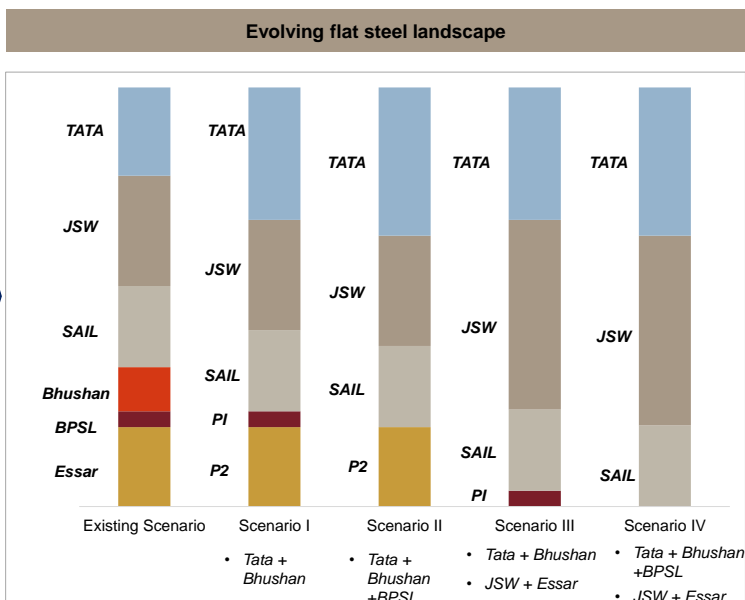 Evolving flat steel landscape
TATA
JSW
SAIL
Bhushan
BPSL
Essar
TATA
JSW
SAIL
PI
P2
TATA
JSW
SAIL
P2
TATA
JSW
SAIL
PI
TATA
JSW
SAIL
Existing Scenario
Scenario I
Scenario II
Scenario III
Scenario IV
• Tata +
Bhushan
• Tata +
Bhushan
+BPSL
• Tata + Bhushan
• JSW + Essar
• Tata + Bhushan
+BPSL
• JSW + Essar